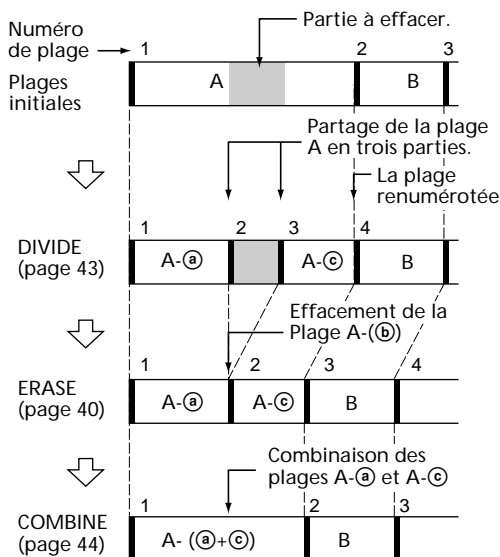 Partie à effacer.
Numéro
de plage
1 2 3
Plages
initiales
A B
Partage de la plage
A en trois parties.
La plage
renumérotée
1 2 3 4
DIVIDE
(page 43)
A-ⓐ A-ⓒ B
Effacement de la
Plage A-(ⓑ)
1 2 3 4
ERASE
(page 40)
A-ⓐ A-ⓒ B
Combinaison des
plages A-ⓐ et A-ⓒ
1 2 3
COMBINE
(page 44)
A- (ⓐ+ⓒ) B